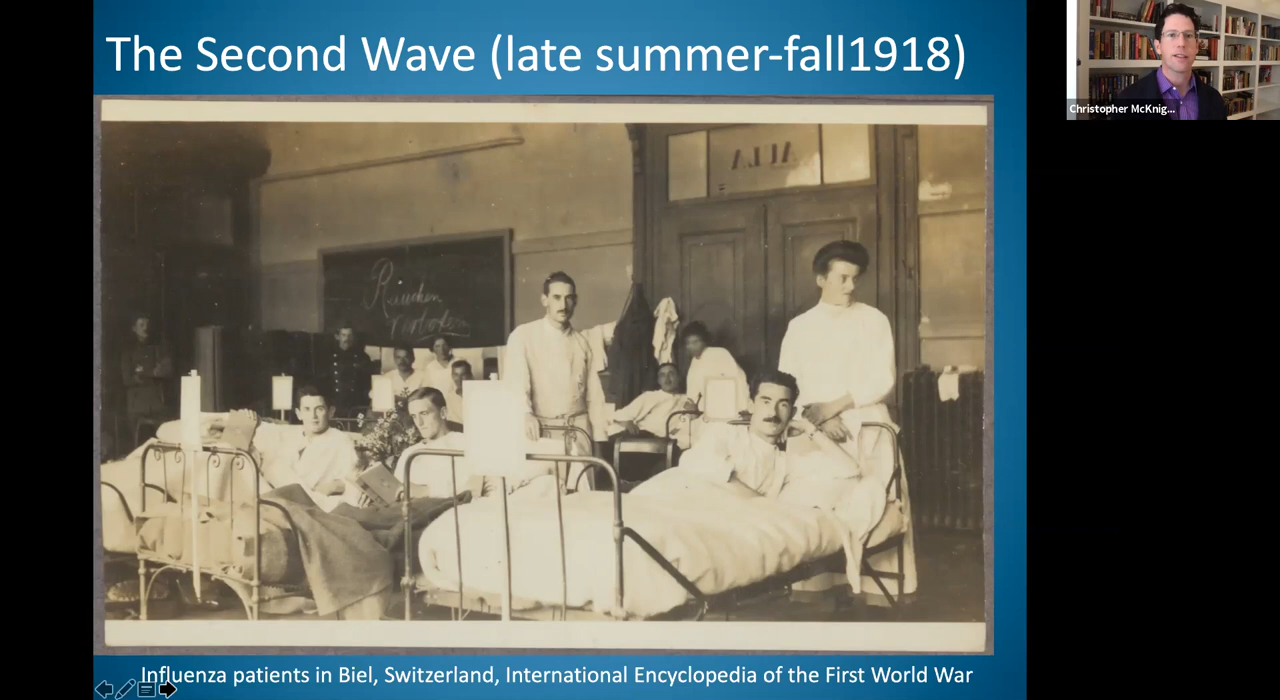 The Second Wave (late summer-fall1918)
Christopher McKnig...
AULA
Rauchen
verboten
Influenza patients in Biel, Switzerland, International Encyclopedia of the First World War